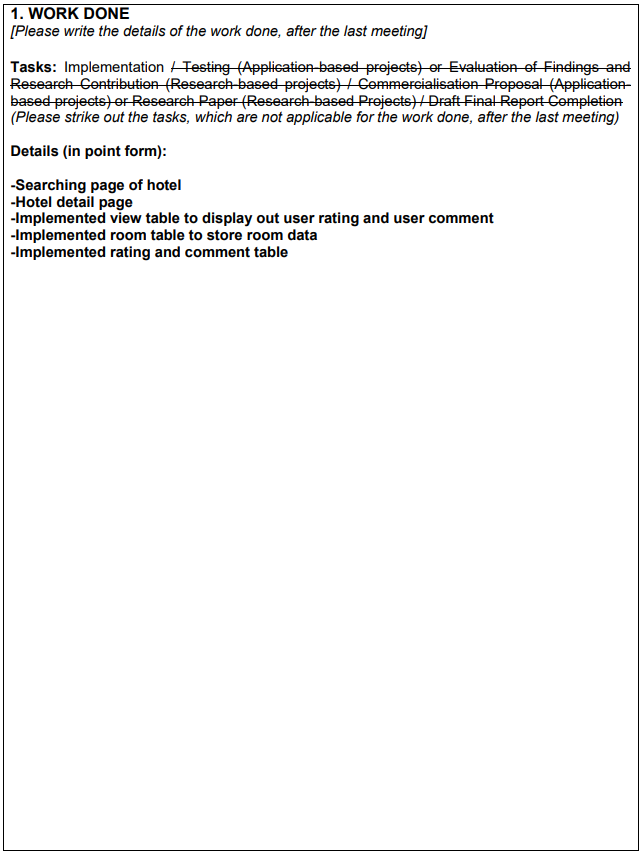 1. WORK DONE
[Please write the details of the work done, after the last meeting]
Tasks: Implementation / Testing (Application-based projects) or Evaluation of Findings and
Research Contribution (Research-based projects) / Commercialisation Proposal (Application-
based projects) or Research Paper (Research-based Projects) / Draft Final Report Completion
(Please strike out the tasks, which are not applicable for the work done, after the last meeting)
Details (in point form):
-Searching page of hotel
-Hotel detail page
-Implemented view table to display out user rating and user comment
-Implemented room table to store room data
-Implemented rating and comment table